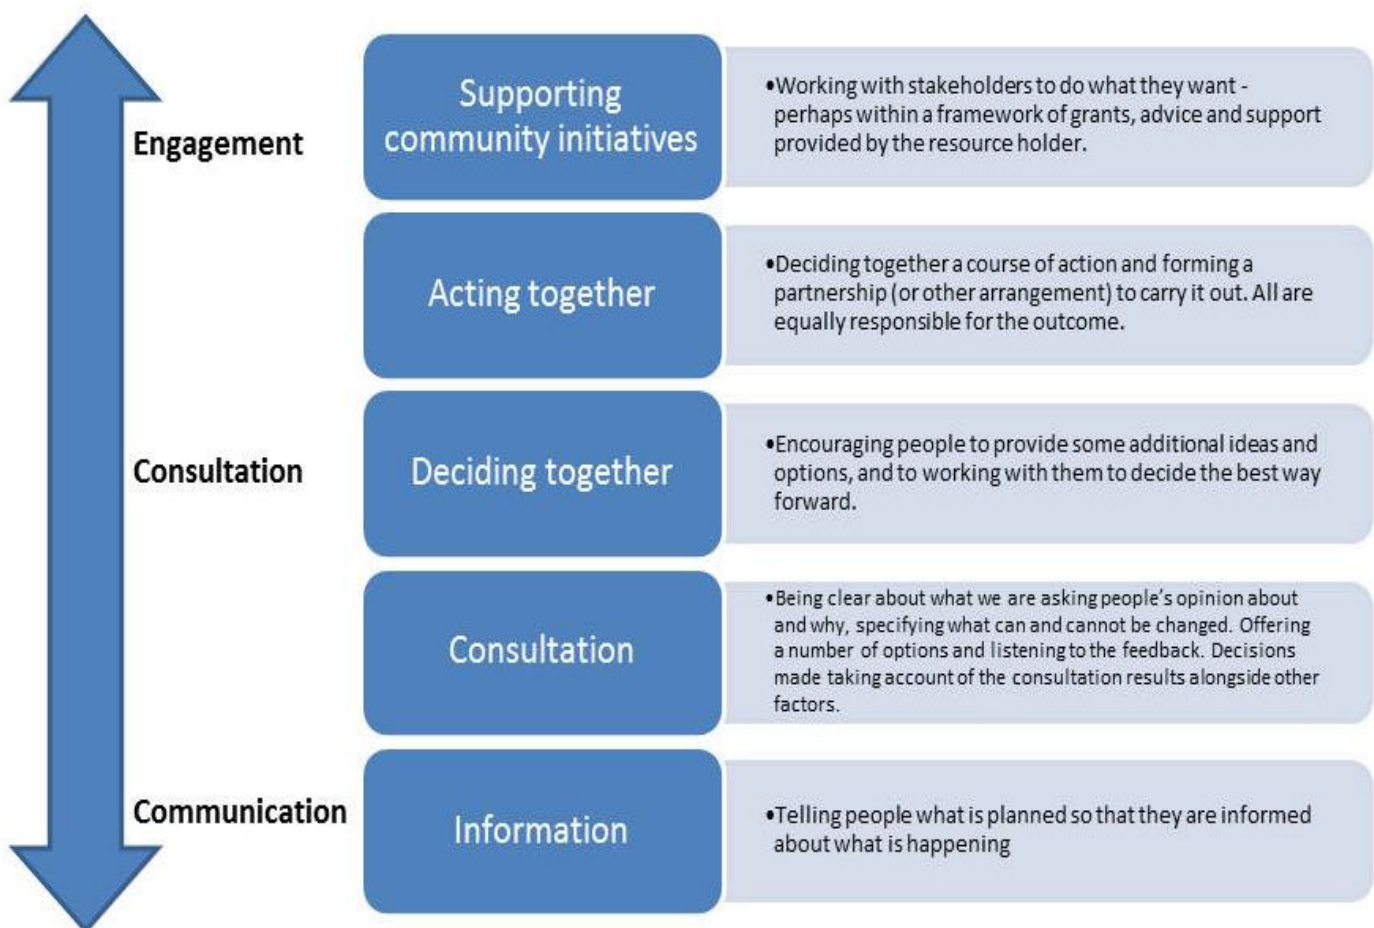 Engagement
Supporting
community initiatives
•Working with stakeholders to do what they want -
perhaps within a framework of grants, advice and support
provided by the resource holder.
Acting together
•Deciding together a course of action and forming a
partnership (or other arrangement) to carry it out. All are
equally responsible for the outcome.
Consultation
Deciding together
•Encouraging people to provide some additional ideas and
options, and to working with them to decide the best way
forward.
Consultation
•Being clear about what we are asking people’s opinion about
and why, specifying what can and cannot be changed. Offering
a number of options and listening to the feedback. Decisions
made taking account of the consultation results alongside other
factors.
Communication
Information
•Telling people what is planned so that they are informed
about what is happening